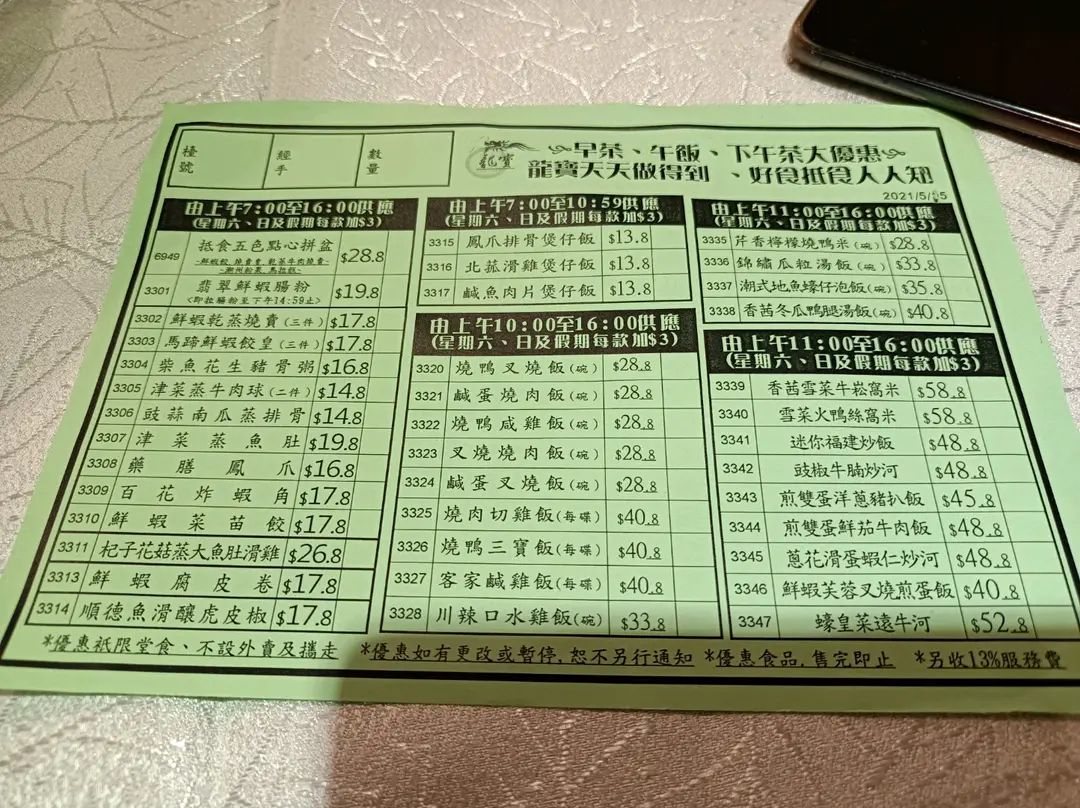 檯號
經手
數量
龍寶
早茶、午飯、下午茶大優惠
龍寶天天做得到、好食抵食人人知!
2021/5/5
由上午7:00至16:00供應
(星期六、日及假期每款加$3)
6949 抵食五色點心拼盆 $28.8
3301 翡翠鮮蝦腸粉 $19.8
<即拉腸粉至下午14:59止>
3302 鮮蝦乾蒸燒賣(三件) $17.8
3303 馬蹄鮮蝦餃皇(三件) $17.8
3304 柴魚花生豬骨粥 $16.8
3305 津菜蒸牛肉球(二件) $14.8
3306 豉蒜南瓜蒸排骨 $14.8
3307 津菜蒸魚肚 $19.8
3308 藥膳鳳爪 $16.8
3309 百花炸蝦角 $17.8
3310 鮮蝦菜苗餃 $17.8
3311 杞子花菇蒸大魚肚滑雞 $26.8
3313 鮮蝦腐皮卷 $17.8
3314 順德魚滑釀虎皮椒 $17.8
由上午7:00至10:59供應
(星期六、日及假期每款加$3)
3315 鳳爪排骨煲仔飯 $13.8
3316 北菰滑雞煲仔飯 $13.8
3317 鹹魚肉片煲仔飯 $13.8
由上午10:00至16:00供應
(星期六、日及假期每款加$3)
3320 燒鴨叉燒飯(碗) $28.8
3321 鹹蛋燒肉飯(碗) $28.8
3322 燒鴨咸雞飯(碗) $28.8
3323 叉燒燒肉飯(碗) $28.8
3324 鹹蛋叉燒飯(碗) $28.8
3325 燒肉切雞飯(每碟) $40.8
3326 燒鴨三寶飯(每碟) $40.8
3327 客家鹹雞飯(每碟) $40.8
3328 川辣口水雞飯(碗) $33.8
由上午11:00至16:00供應
(星期六、日及假期每款加$3)
3335 芹香檸檬燒鴨米(碗) $28.8
3336 錦繡瓜粒湯飯(碗) $33.8
3337 潮式地魚蠔仔泡飯(碗) $35.8
3338 香茜冬瓜鴨腿湯飯(碗) $40.8
由上午11:00至16:00供應
(星期六、日及假期每款加$3)
3339 香茜雪菜牛崧窩米 $58.8
3340 雪菜火鴨絲窩米 $58.8
3341 迷你福建炒飯 $48.8
3342 豉椒牛腩炒河 $48.8
3343 煎雙蛋洋蔥豬扒飯 $45.8
3344 煎雙蛋鮮茄牛肉飯 $48.8
3345 蔥花滑蛋蝦仁炒河 $48.8
3346 鮮蝦芙蓉叉燒煎蛋飯 $40.8
3347 蠔皇菜遠牛河 $52.8
*優惠祇限堂食、不設外賣及攜走 *優惠如有更改或暫停,恕不另行通知 *優惠食品,售完即止 *另收13%服務費